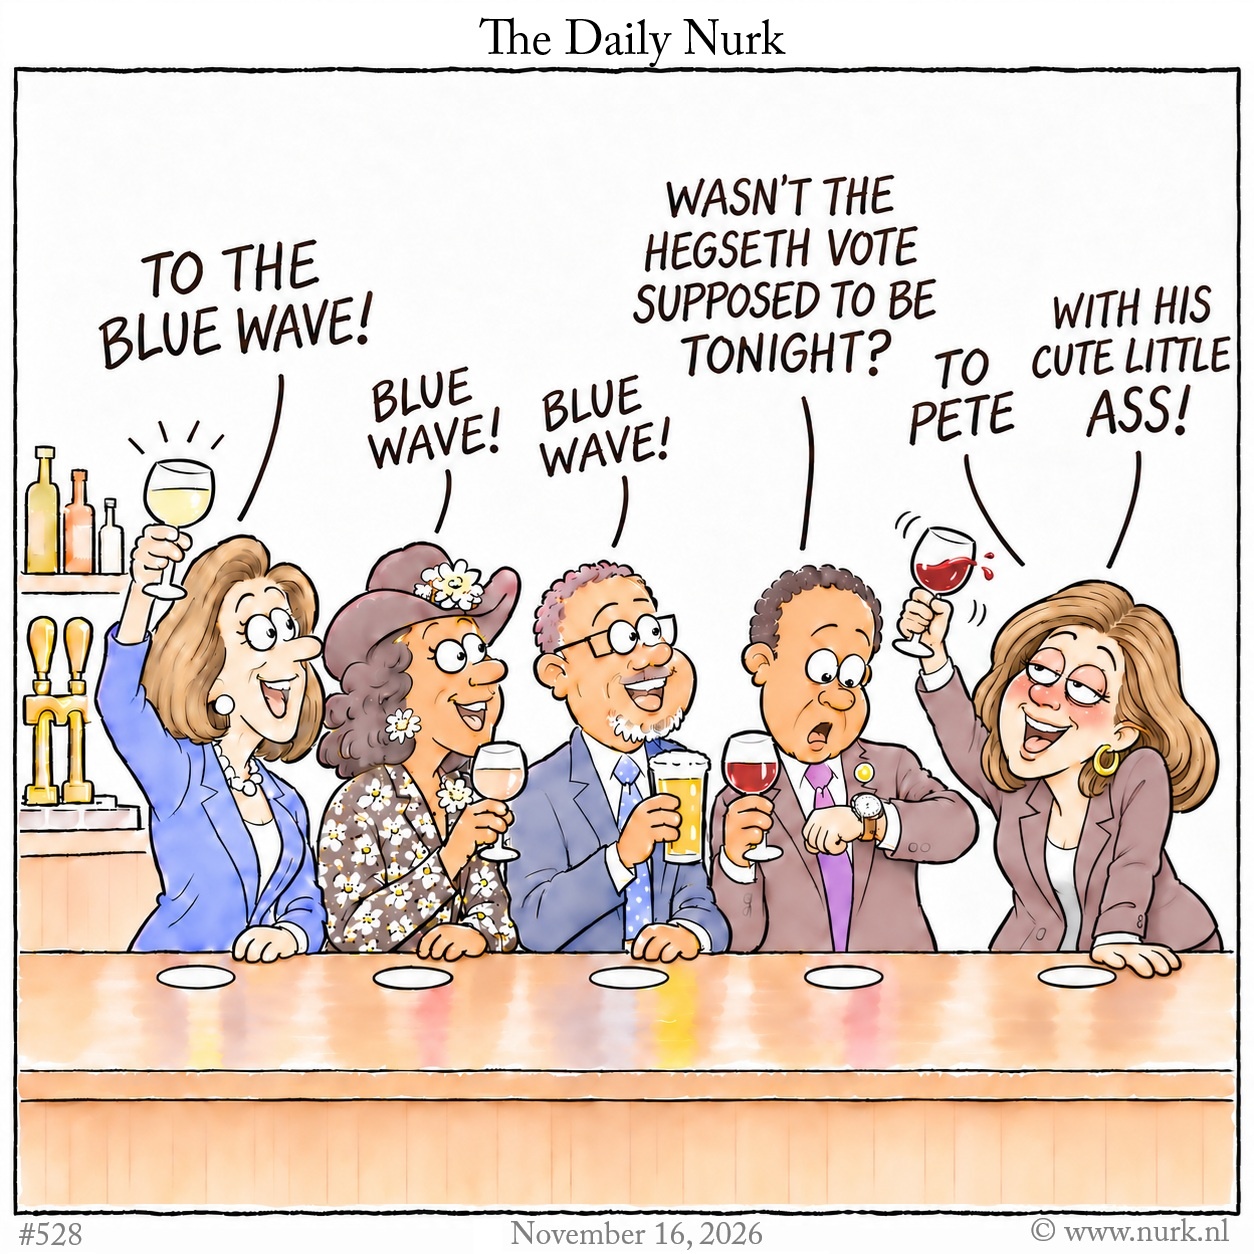 The Daily Nurk
TO THE
BLUE WAVE!
BLUE
WAVE!
BLUE
WAVE!
WASN'T THE
HEGSETH VOTE
SUPPOSED TO BE
TONIGHT?
TO
PETE
WITH HIS
CUTE LITTLE
ASS!
#528
November 16, 2026
© www.nurk.nl